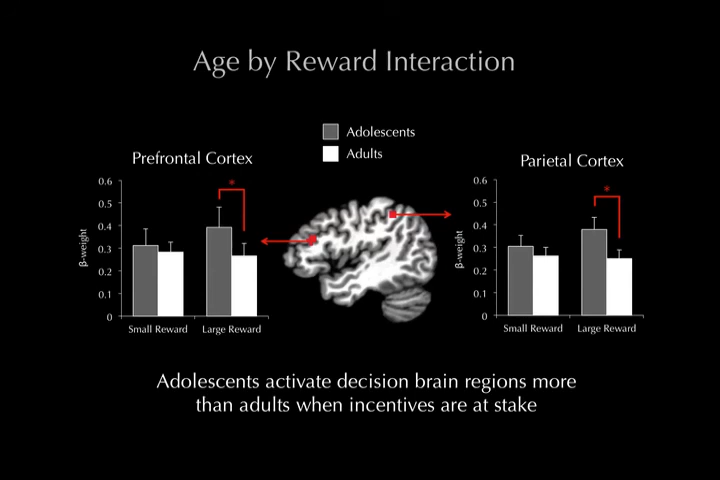 Age by Reward Interaction
Adolescents
Adults
Prefrontal Cortex
0.6
0.5
0.4
0.3
0.2
0.1
0
β-weight
*
Small Reward
Large Reward
Parietal Cortex
0.6
0.5
0.4
0.3
0.2
0.1
0
β-weight
*
Small Reward
Large Reward
Adolescents activate decision brain regions more
than adults when incentives are at stake